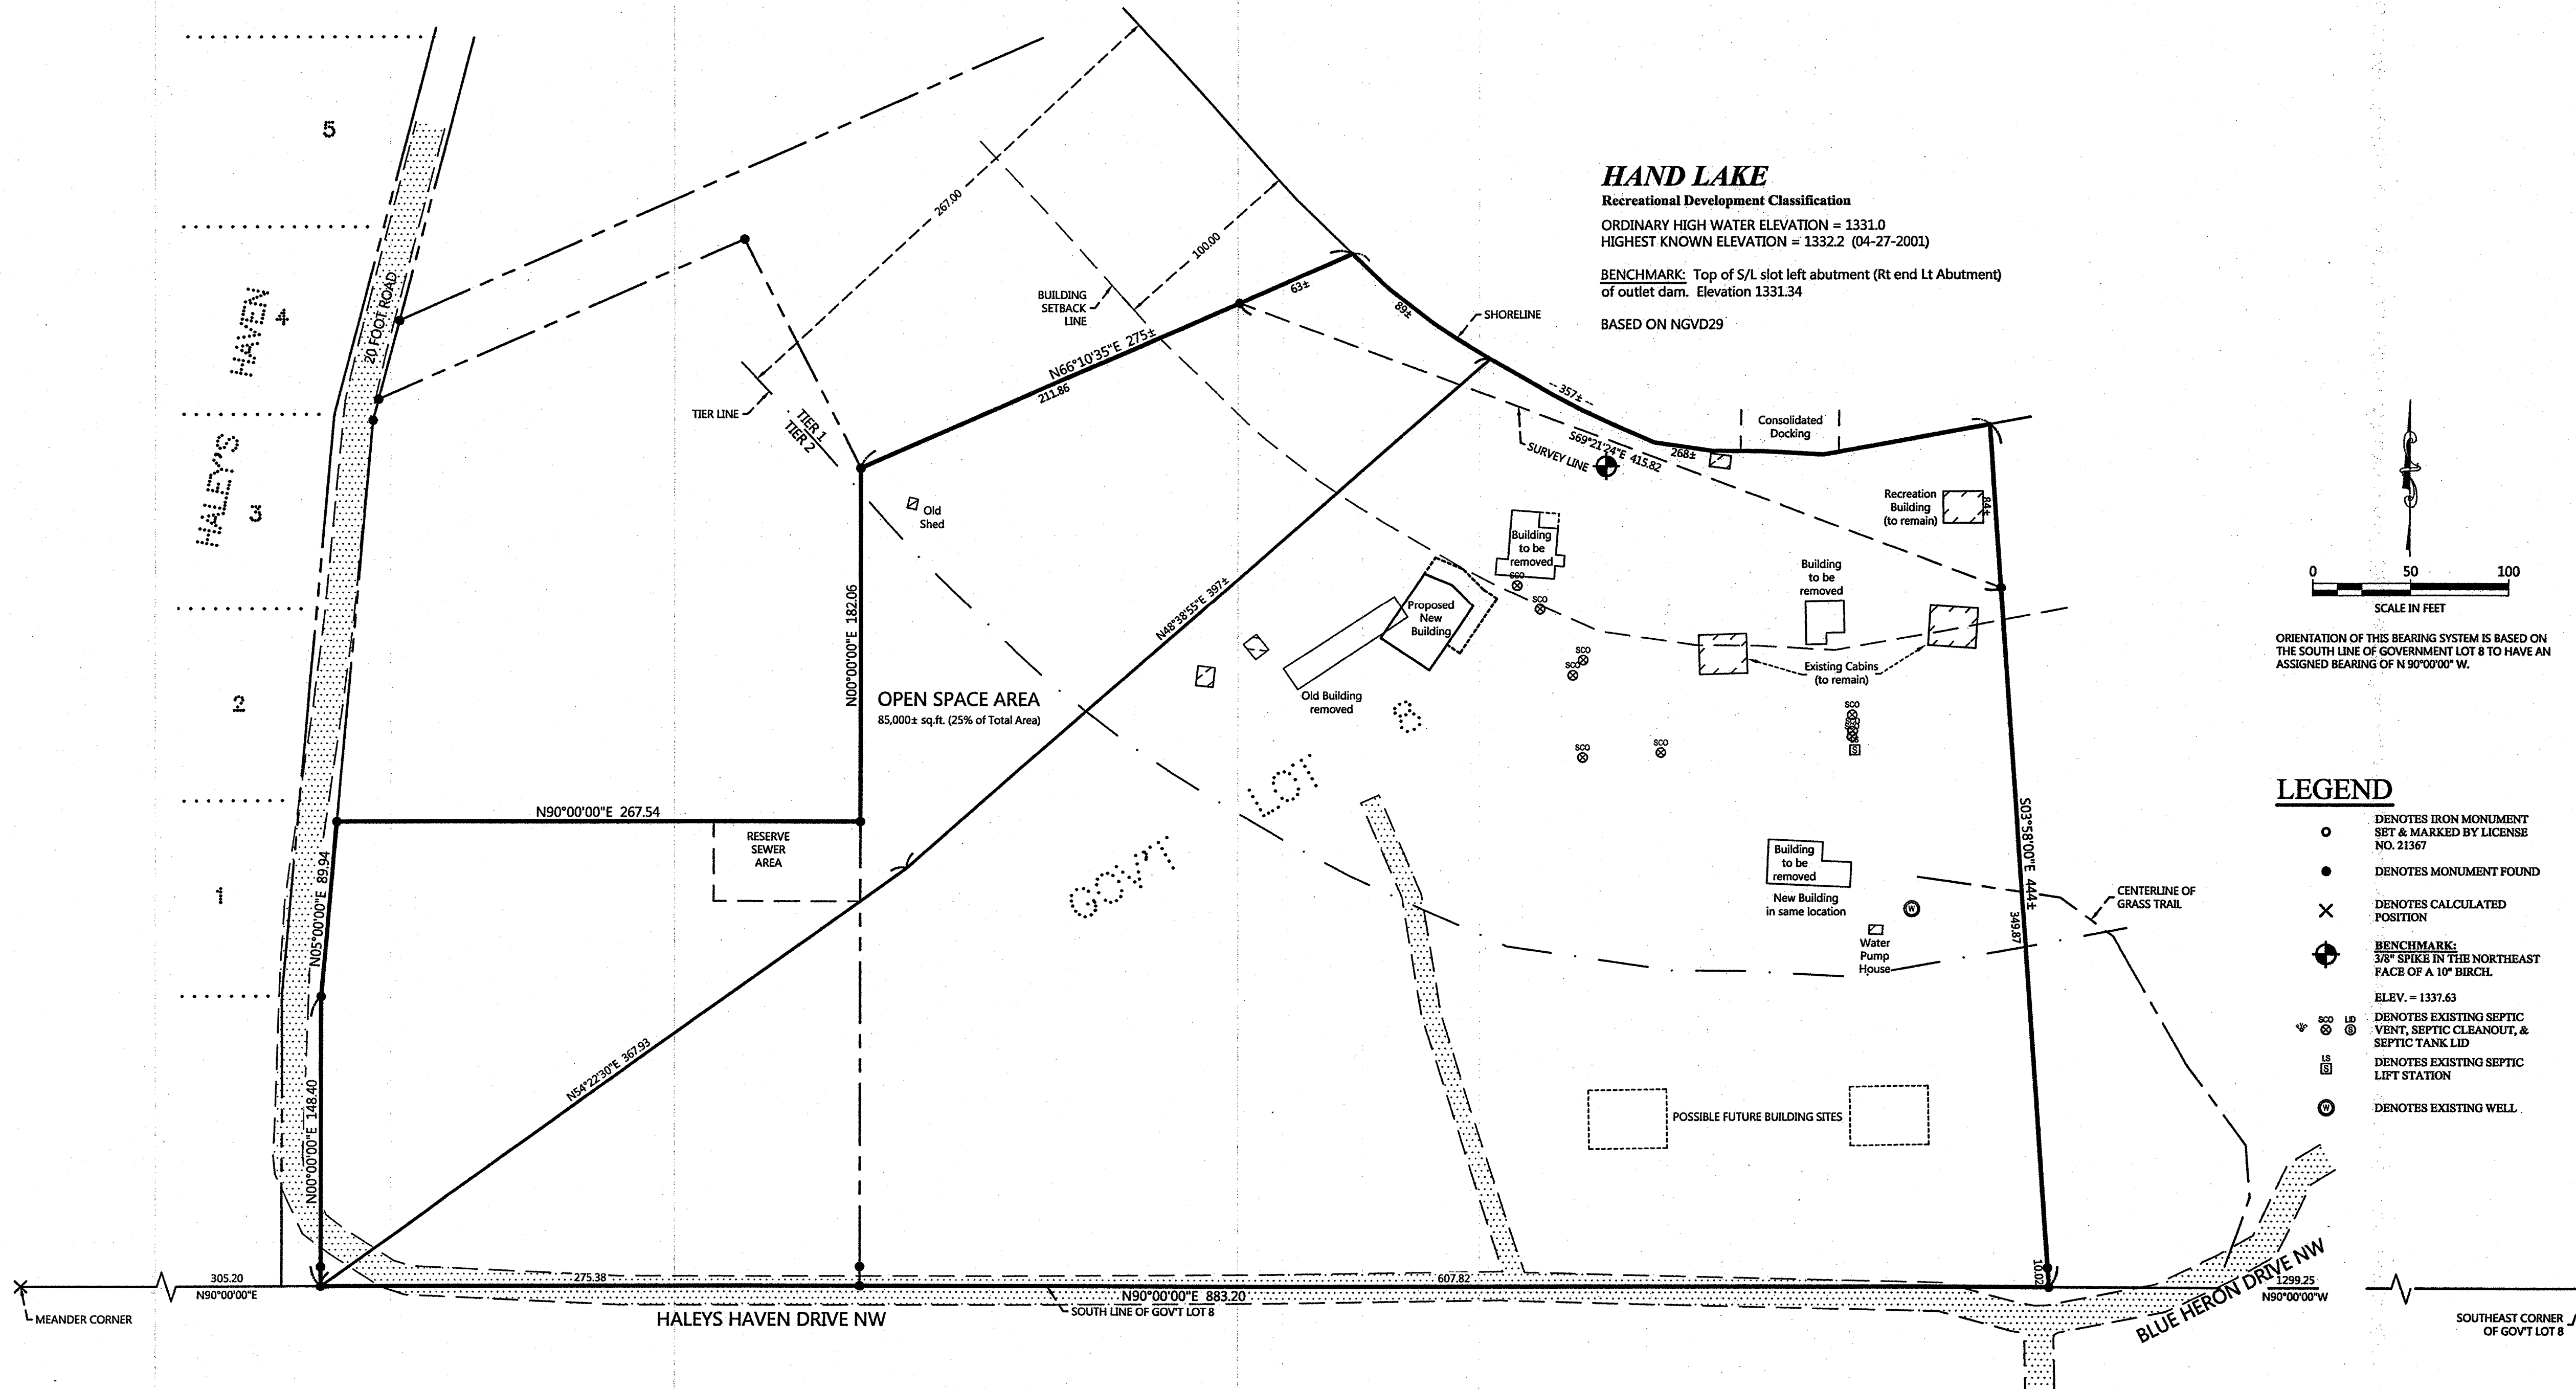 HAND LAKE
Recreational Development Classification
ORDINARY HIGH WATER ELEVATION = 1331.0
HIGHEST KNOWN ELEVATION = 1332.2 (04-27-2001)
BENCHMARK: Top of S/L slot left abutment (Rt end Lt Abutment)
of outlet dam. Elevation 1331.34
BASED ON NGVD29
5
4
3
2
1
HALEY'S HAVEN
20 FOOT ROAD
267.00
100.00
BUILDING
SETBACK
LINE
TIER LINE
TIER 1
TIER 2
N66°10'35"E 275±
211.86
63±
89±
SHORELINE
357±
S69°21'24"E 415.82
268±
SURVEY LINE
Consolidated
Docking
Recreation
Building
(to remain)
84±
Old
Shed
N00°00'00"E 182.06
OPEN SPACE AREA
85,000± sq.ft. (25% of Total Area)
N48°38'55"E 397±
Building
to be
removed
SCO
SCO
Proposed
New
Building
Old Building
removed
SCO
SCO
SCO
SCO
Building
to be
removed
Existing Cabins
(to remain)
SCO
GOV'T LOT 8
N90°00'00"E 267.54
RESERVE
SEWER
AREA
N05°00'00"E 89.94
N00°00'00"E 148.40
N54°22'30"E 367.93
Building
to be
removed
New Building
in same location
W
Water
Pump
House
S03°58'00"E 444±
349.87
10.02
CENTERLINE OF
GRASS TRAIL
POSSIBLE FUTURE BUILDING SITES
305.20
N90°00'00"E
275.38
607.82
N90°00'00"E 883.20
SOUTH LINE OF GOV'T LOT 8
HALEYS HAVEN DRIVE NW
MEANDER CORNER
BLUE HERON DRIVE NW
1299.25
N90°00'00"W
SOUTHEAST CORNER
OF GOV'T LOT 8
0 50 100
SCALE IN FEET
ORIENTATION OF THIS BEARING SYSTEM IS BASED ON
THE SOUTH LINE OF GOVERNMENT LOT 8 TO HAVE AN
ASSIGNED BEARING OF N 90°00'00" W.
LEGEND
DENOTES IRON MONUMENT
SET & MARKED BY LICENSE
NO. 21367
DENOTES MONUMENT FOUND
DENOTES CALCULATED
POSITION
BENCHMARK:
3/8" SPIKE IN THE NORTHEAST
FACE OF A 10" BIRCH.
ELEV. = 1337.63
SCO LID
S
DENOTES EXISTING SEPTIC
VENT, SEPTIC CLEANOUT, &
SEPTIC TANK LID
LS
S
DENOTES EXISTING SEPTIC
LIFT STATION
W
DENOTES EXISTING WELL